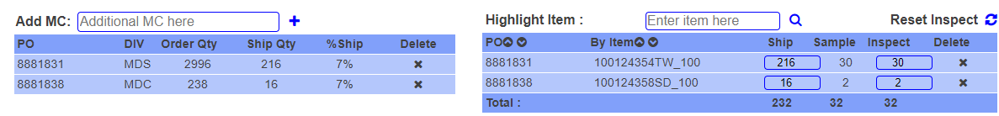 Add MC: Additional MC here
PO DIV Order Qty Ship Qty %Ship Delete
8881831 MDS 2996 216 7%
8881838 MDC 238 16 7%
Highlight Item : Enter item here Reset Inspect
PO By Item Ship Sample Inspect Delete
8881831 100124354TW_100 216 30 30
8881838 100124358SD_100 16 2 2
Total : 232 32 32